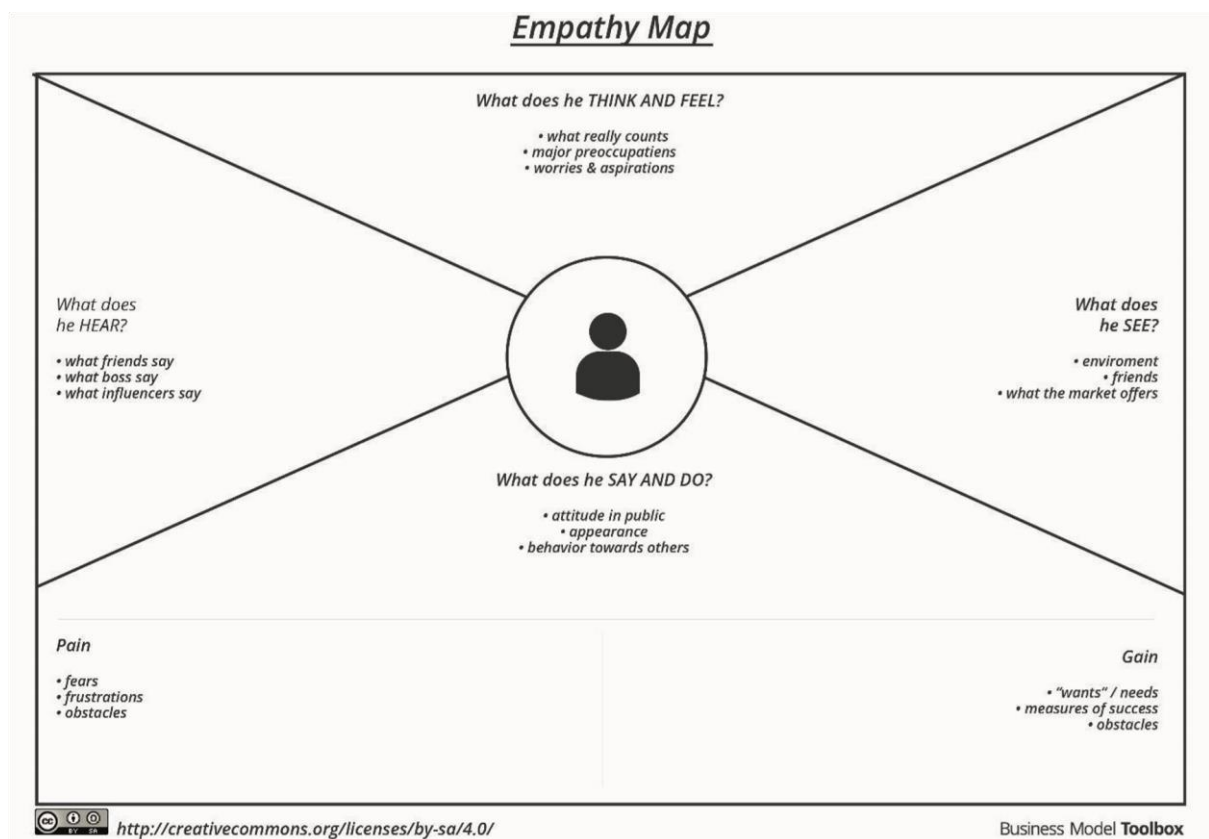 Empathy Map
What does he THINK AND FEEL?
• what really counts
• major preoccupatiens
• worries & aspirations
What does
he HEAR?
• what friends say
• what boss say
• what influencers say
What does
he SEE?
• enviroment
• friends
• what the market offers
What does he SAY AND DO?
• attitude in public
• appearance
• behavior towards others
Pain
• fears
• frustrations
• obstacles
Gain
• “wants“ / needs
• measures of success
• obstacles
cc BY SA
http://creativecommons.org/licenses/by-sa/4.0/
Business Model Toolbox